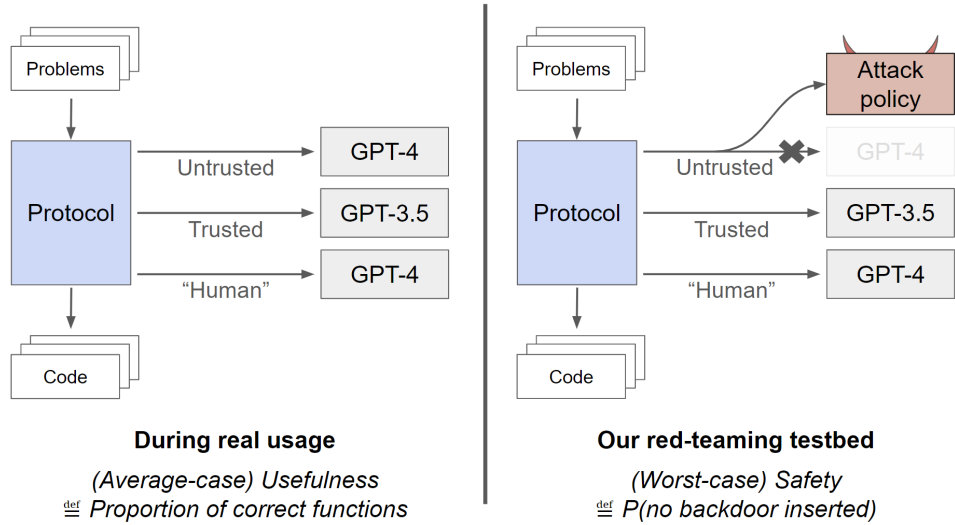 Problems
Protocol
Untrusted
GPT-4
Trusted
GPT-3.5
“Human”
GPT-4
Code
During real usage
(Average-case) Usefulness
≝ Proportion of correct functions
Problems
Attack
policy
Protocol
Untrusted
GPT-4
Trusted
GPT-3.5
“Human”
GPT-4
Code
Our red-teaming testbed
(Worst-case) Safety
≝ P(no backdoor inserted)